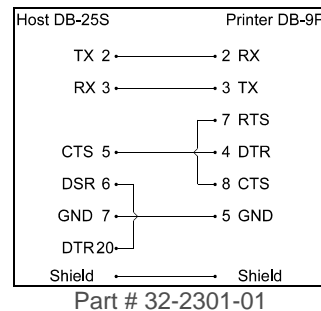 Host DB-25S Printer DB-9P
TX 2 2 RX
RX 3 3 TX
7 RTS
CTS 5 4 DTR
DSR 6 8 CTS
GND 7 5 GND
DTR20
Shield Shield
Part # 32-2301-01